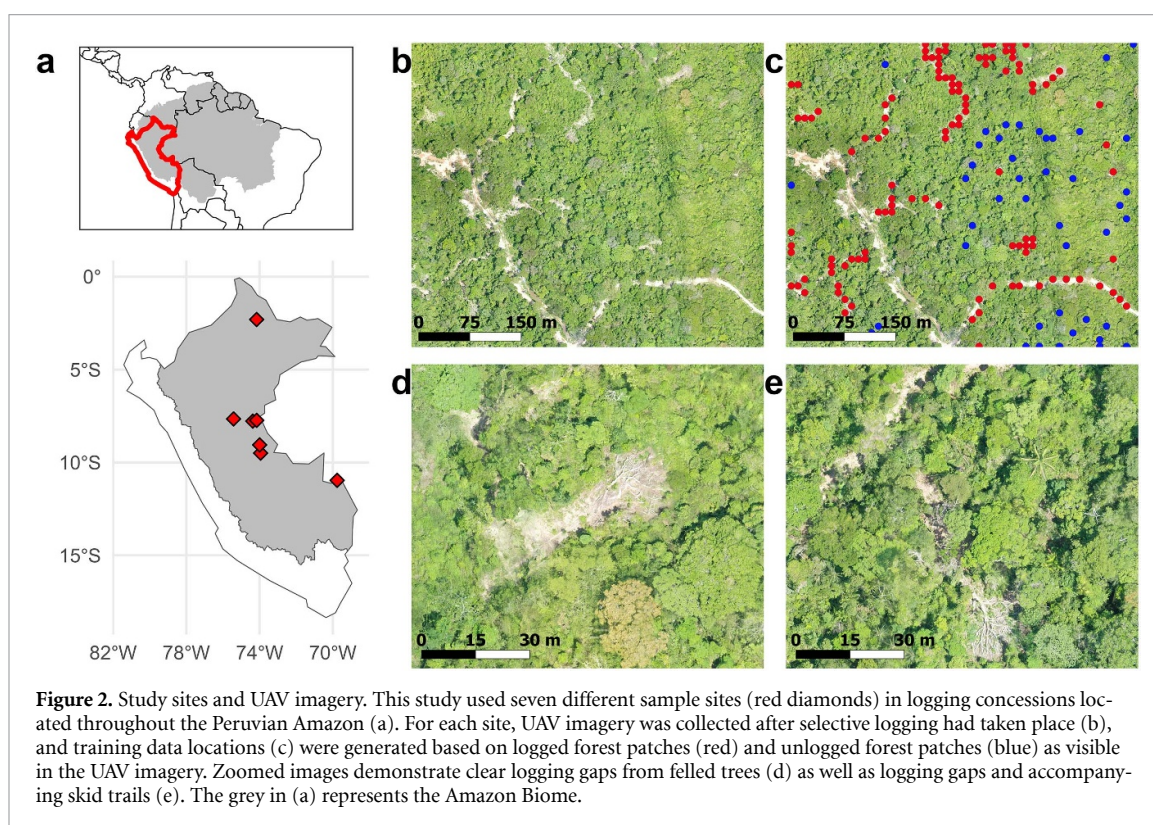 a
b
c
0°
5°S
10°S
15°S
82°W 78°W 74°W 70°W
0 75 150 m
0 75 150 m
d
e
0 15 30 m
0 15 30 m
Figure 2. Study sites and UAV imagery. This study used seven different sample sites (red diamonds) in logging concessions loc-
ated throughout the Peruvian Amazon (a). For each site, UAV imagery was collected after selective logging had taken place (b),
and training data locations (c) were generated based on logged forest patches (red) and unlogged forest patches (blue) as visible
in the UAV imagery. Zoomed images demonstrate clear logging gaps from felled trees (d) as well as logging gaps and accompany-
ing skid trails (e). The grey in (a) represents the Amazon Biome.